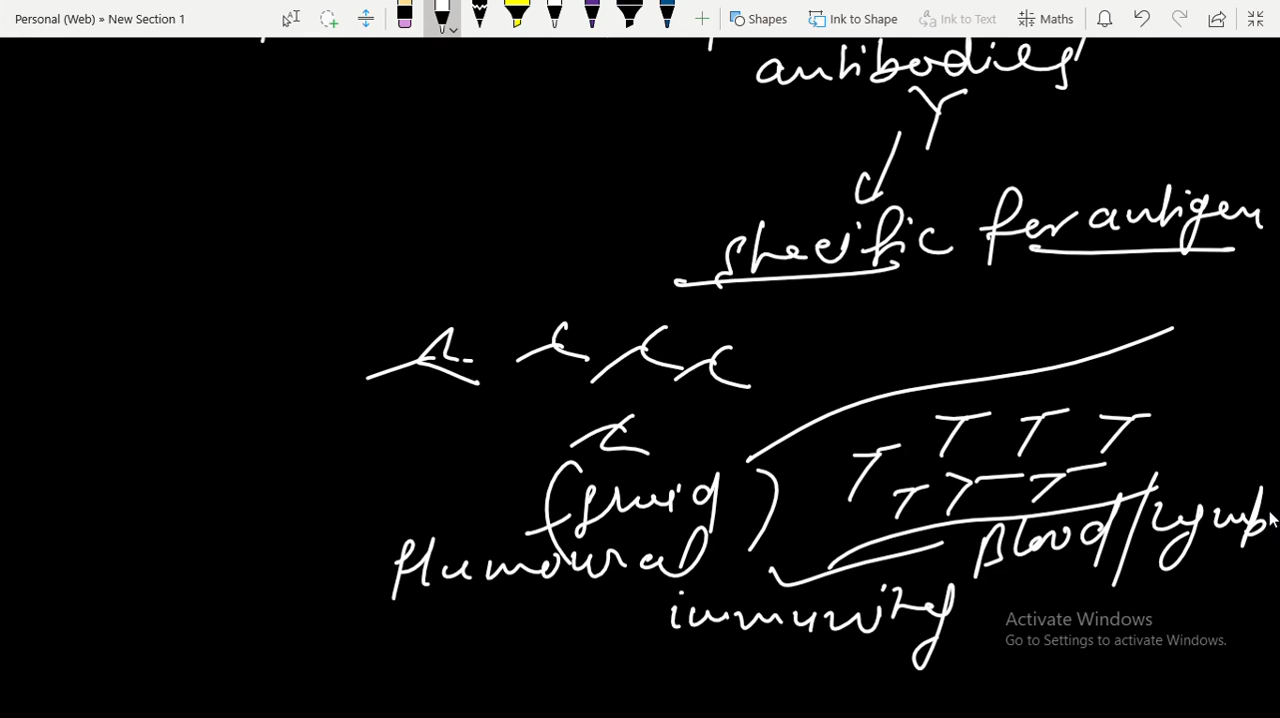 Personal (Web) » New Section 1
Shapes
Ink to Shape
Ink to Text
Maths
antibodies
Y
specific for antigen
T T T
T T T T
(fluid)
Blood/lymph
Humoural
immunity
Activate Windows
Go to Settings to activate Windows.